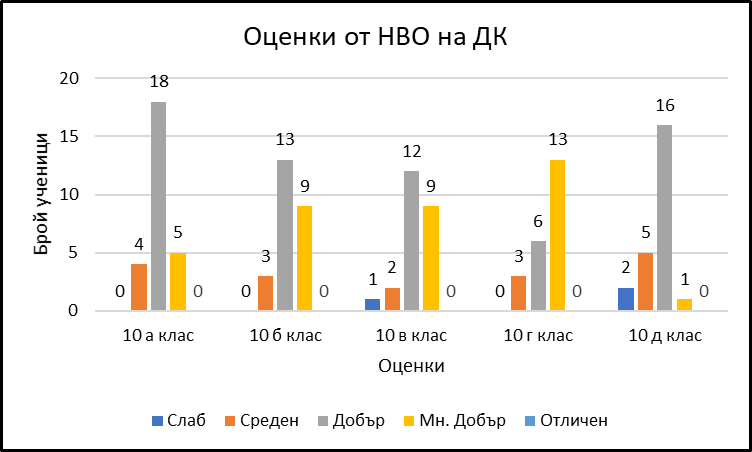 Оценки от НВО на ДК
Брой ученици
20
15
10
5
0
0 4 18 5 0
0 3 13 9 0
1 2 12 9 0
0 3 6 13 0
2 5 16 1 0
10 а клас 10 б клас 10 в клас 10 г клас 10 д клас
Оценки
Слаб Среден Добър Мн. Добър Отличен